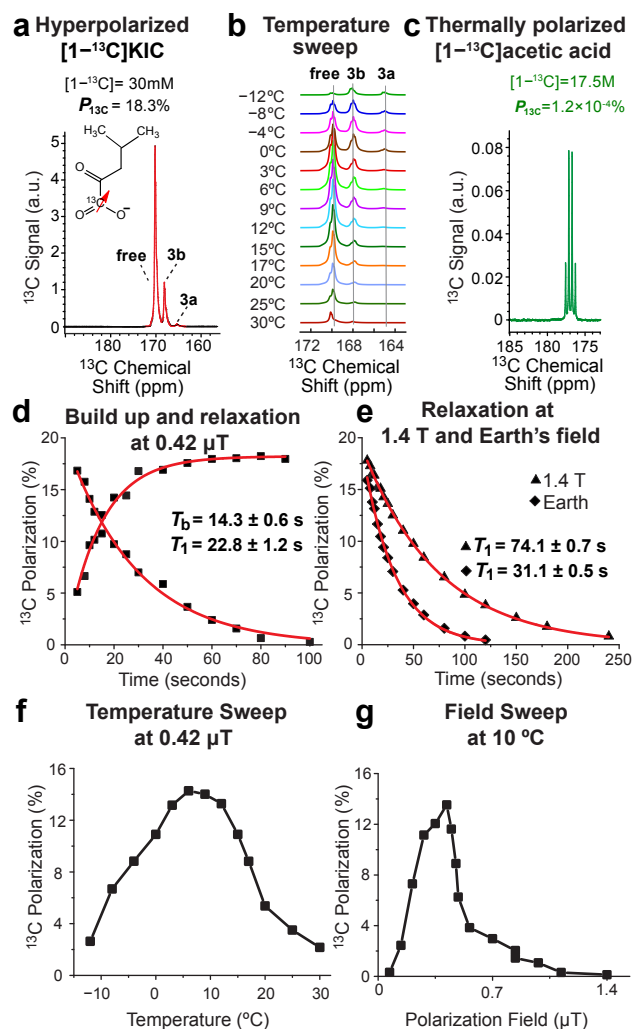 a Hyperpolarized
[1–¹³C]KIC
[1–¹³C]= 30mM
P₁₃C = 18.3%
H₃C
CH₃
O
¹³C
O
O⁻
free
3b
3a
5
4
3
2
1
0
¹³C Signal (a.u.)
180
170
160
¹³C Chemical
Shift (ppm)
b Temperature
sweep
free 3b 3a
−12ºC
−8ºC
−4ºC
0ºC
3ºC
6ºC
9ºC
12ºC
15ºC
17ºC
20ºC
25ºC
30ºC
172 168 164
¹³C Chemical
Shift (ppm)
c Thermally polarized
[1–¹³C]acetic acid
[1–¹³C]=17.5M
P₁₃C=1.2×10⁻⁴%
0.08
0.06
0.04
0.02
0
¹³C Signal (a.u.)
185 175
¹³C Chemical
Shift (ppm)
d Build up and relaxation
at 0.42 µT
20
15
10
5
0
¹³C Polarization (%)
T_b = 14.3 ± 0.6 s
T₁ = 22.8 ± 1.2 s
0 20 40 60 80 100
Time (seconds)
e Relaxation at
1.4 T and Earth's field
20
15
10
5
0
¹³C Polarization (%)
▲ 1.4 T
◆ Earth
▲ T₁ = 74.1 ± 0.7 s
◆ T₁ = 31.1 ± 0.5 s
0 50 100 150 200 250
Time (seconds)
f Temperature Sweep
at 0.42 µT
16
12
8
4
0
¹³C Polarization (%)
−10 0 10 20 30
Temperature (ºC)
g Field Sweep
at 10 ºC
16
12
8
4
0
¹³C Polarization (%)
0 0.7 1.4
Polarization Field (µT)